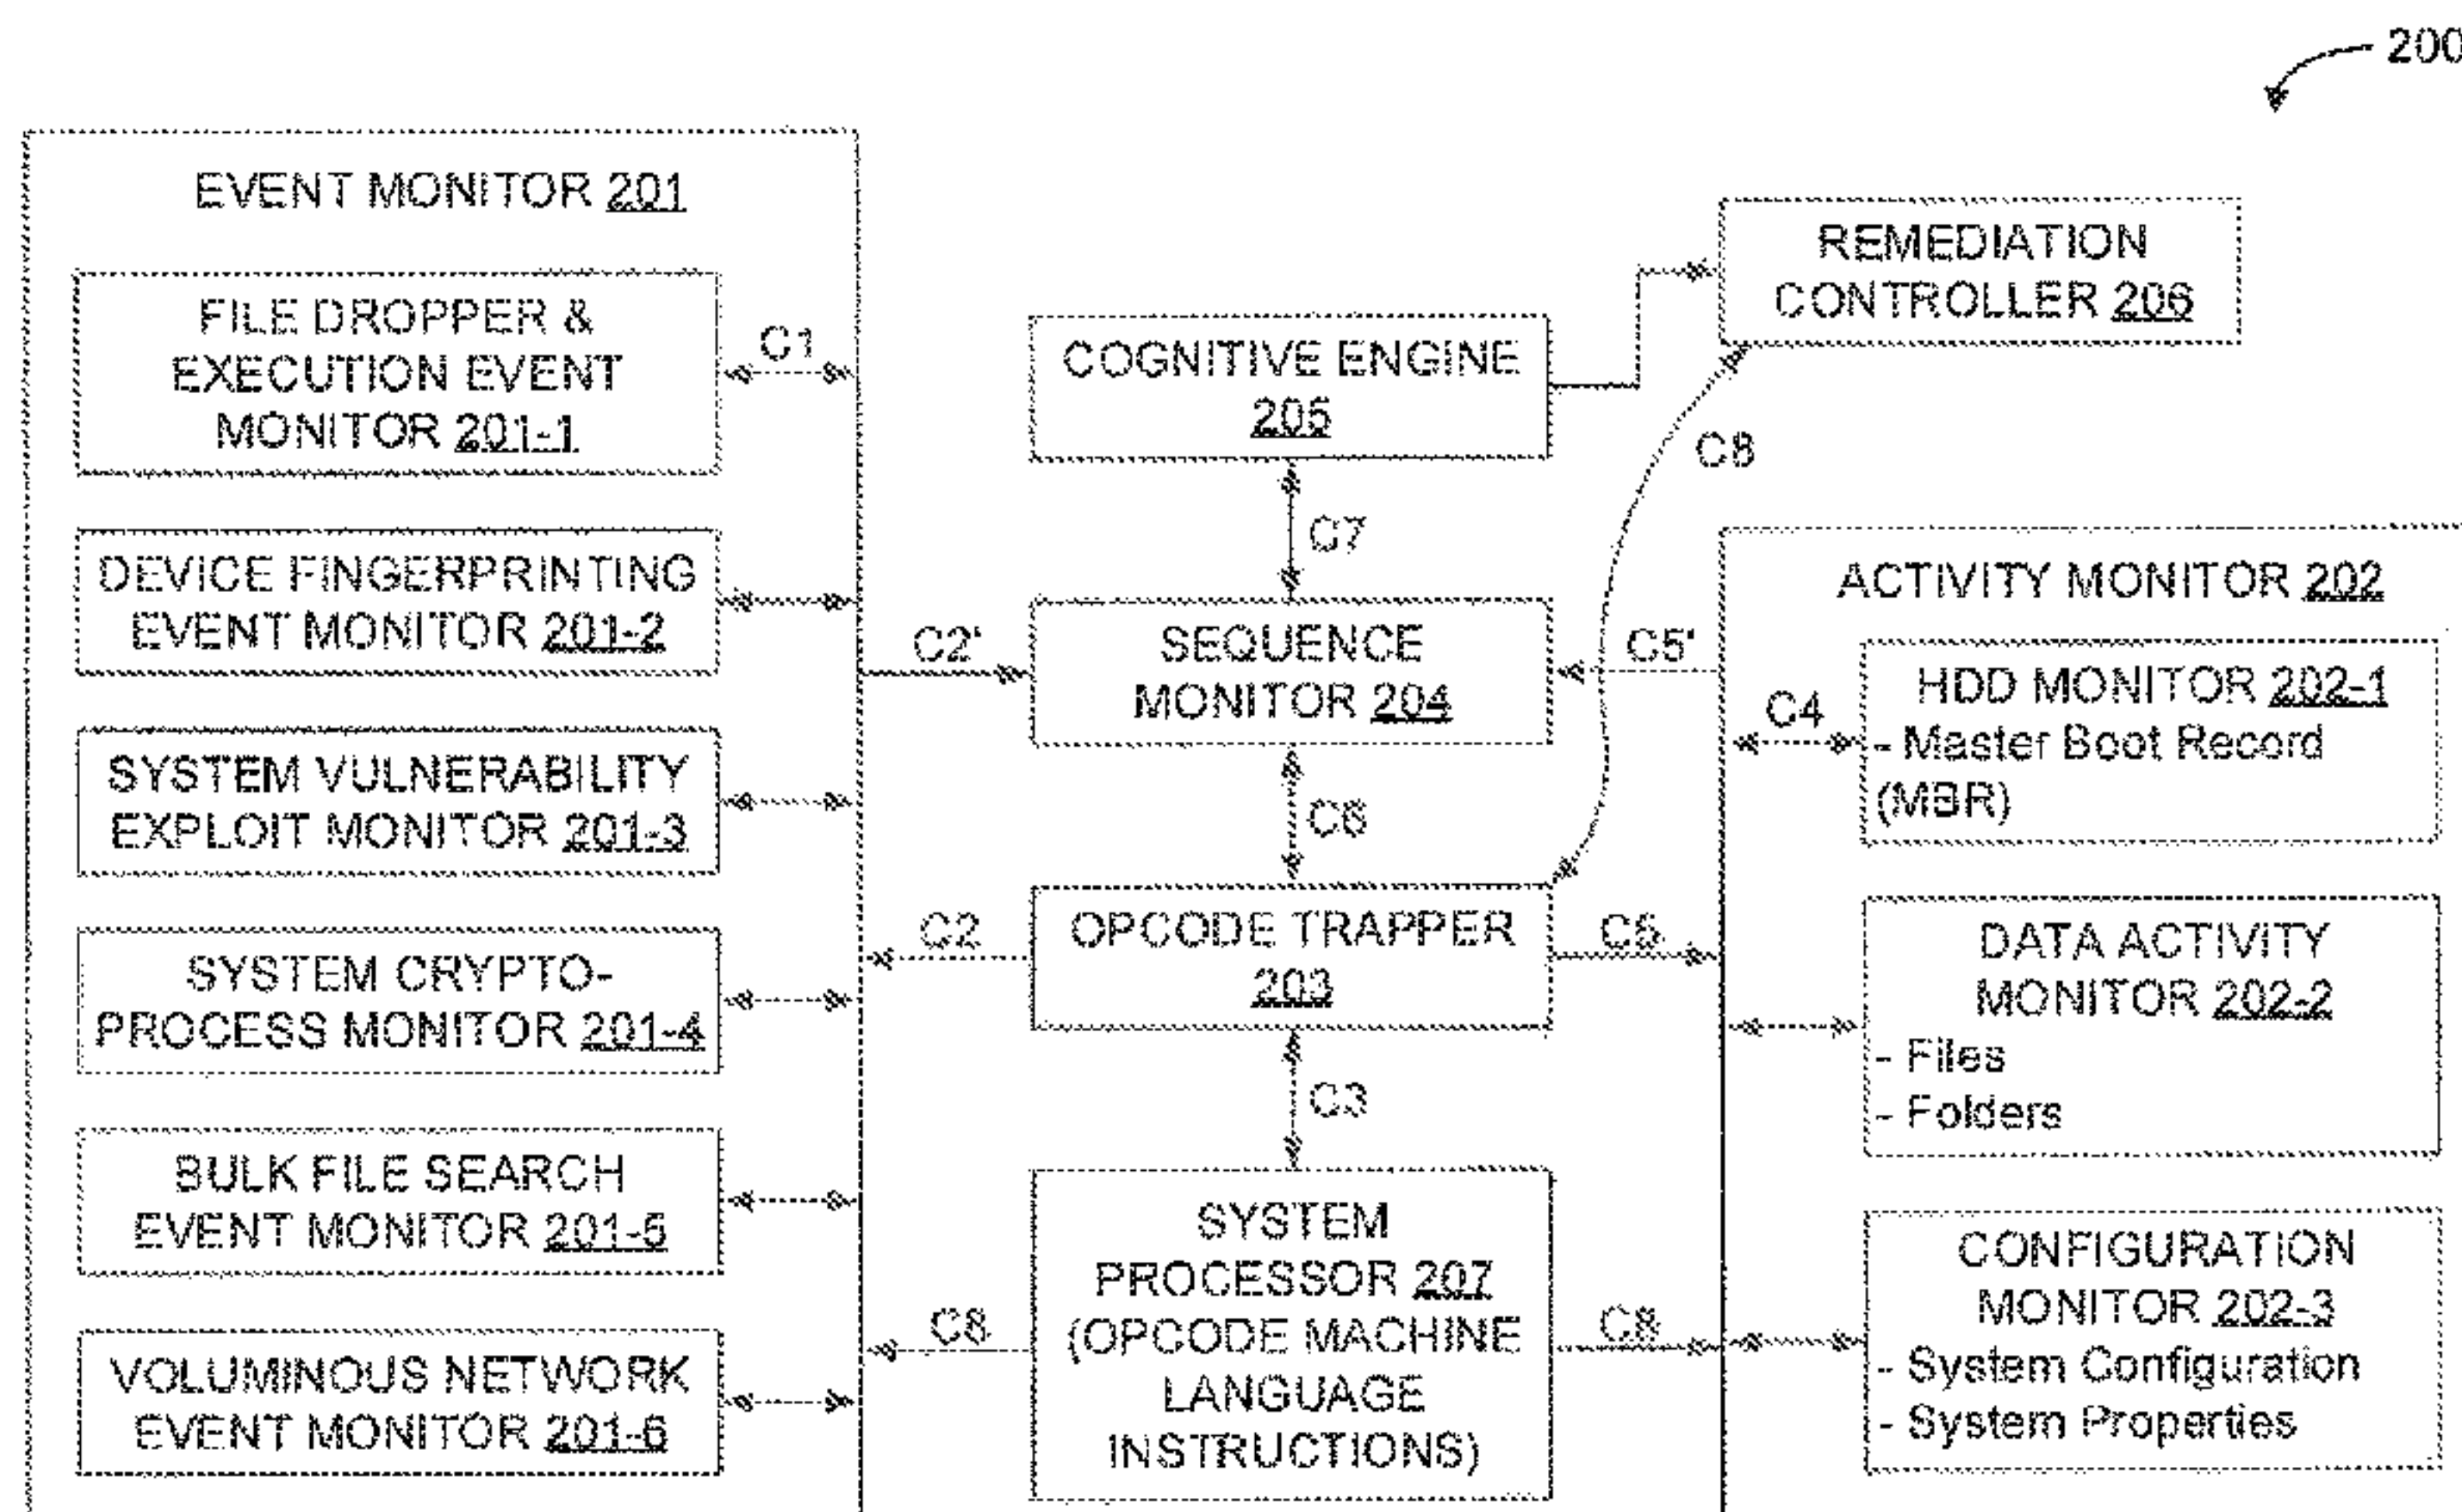 200
EVENT MONITOR 201
FILE DROPPER &
EXECUTION EVENT
MONITOR 201-1
C1
DEVICE FINGERPRINTING
EVENT MONITOR 201-2
SYSTEM VULNERABILITY
EXPLOIT MONITOR 201-3
SYSTEM CRYPTO-
PROCESS MONITOR 201-4
BULK FILE SEARCH
EVENT MONITOR 201-5
VOLUMINOUS NETWORK
EVENT MONITOR 201-6
C2'
C2
C8
COGNITIVE ENGINE
205
C7
SEQUENCE
MONITOR 204
C6
OPCODE TRAPPER
203
C3
SYSTEM
PROCESSOR 207
(OPCODE MACHINE
LANGUAGE
INSTRUCTIONS)
REMEDIATION
CONTROLLER 206
C8
C5'
C5
C8
ACTIVITY MONITOR 202
C4
HDD MONITOR 202-1
- Master Boot Record
(MBR)
DATA ACTIVITY
MONITOR 202-2
- Files
- Folders
CONFIGURATION
MONITOR 202-3
- System Configuration
- System Properties